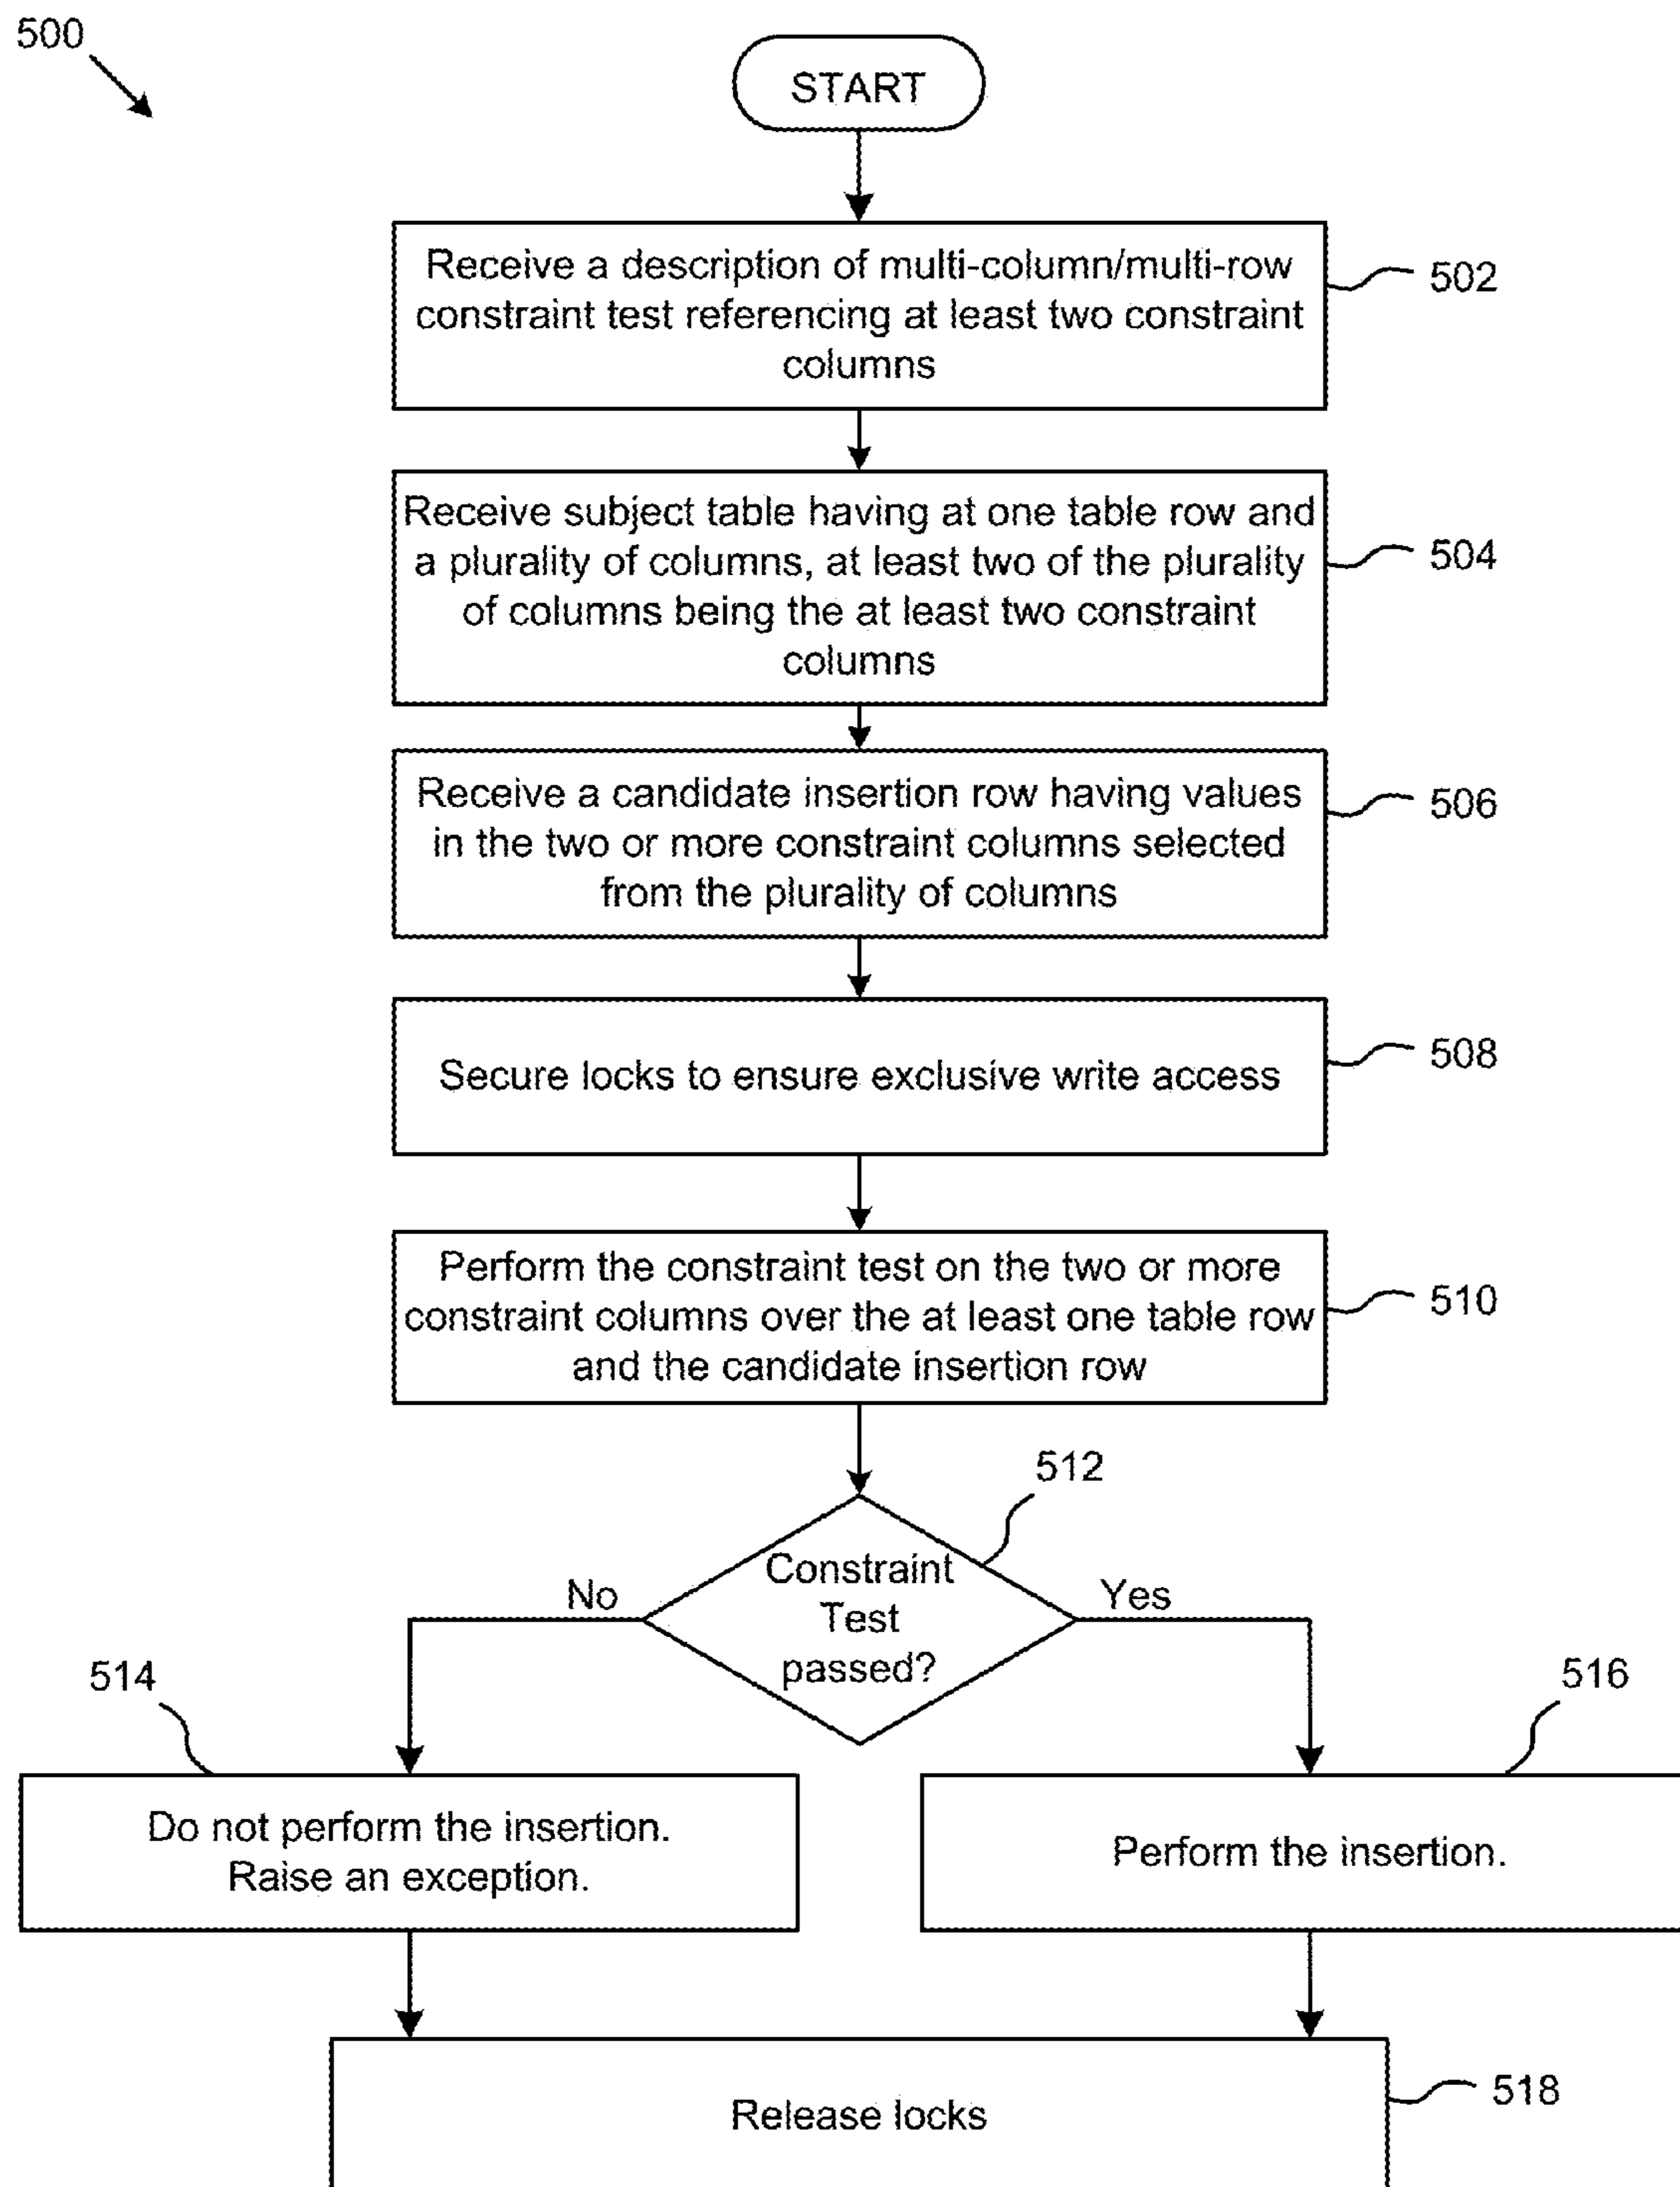 500
START
Receive a description of multi-column/multi-row
constraint test referencing at least two constraint
columns
502
Receive subject table having at one table row and
a plurality of columns, at least two of the plurality
of columns being the at least two constraint
columns
504
Receive a candidate insertion row having values
in the two or more constraint columns selected
from the plurality of columns
506
Secure locks to ensure exclusive write access
508
Perform the constraint test on the two or more
constraint columns over the at least one table row
and the candidate insertion row
510
512
Constraint
Test
passed?
No
Yes
514
516
Do not perform the insertion.
Raise an exception.
Perform the insertion.
Release locks
518